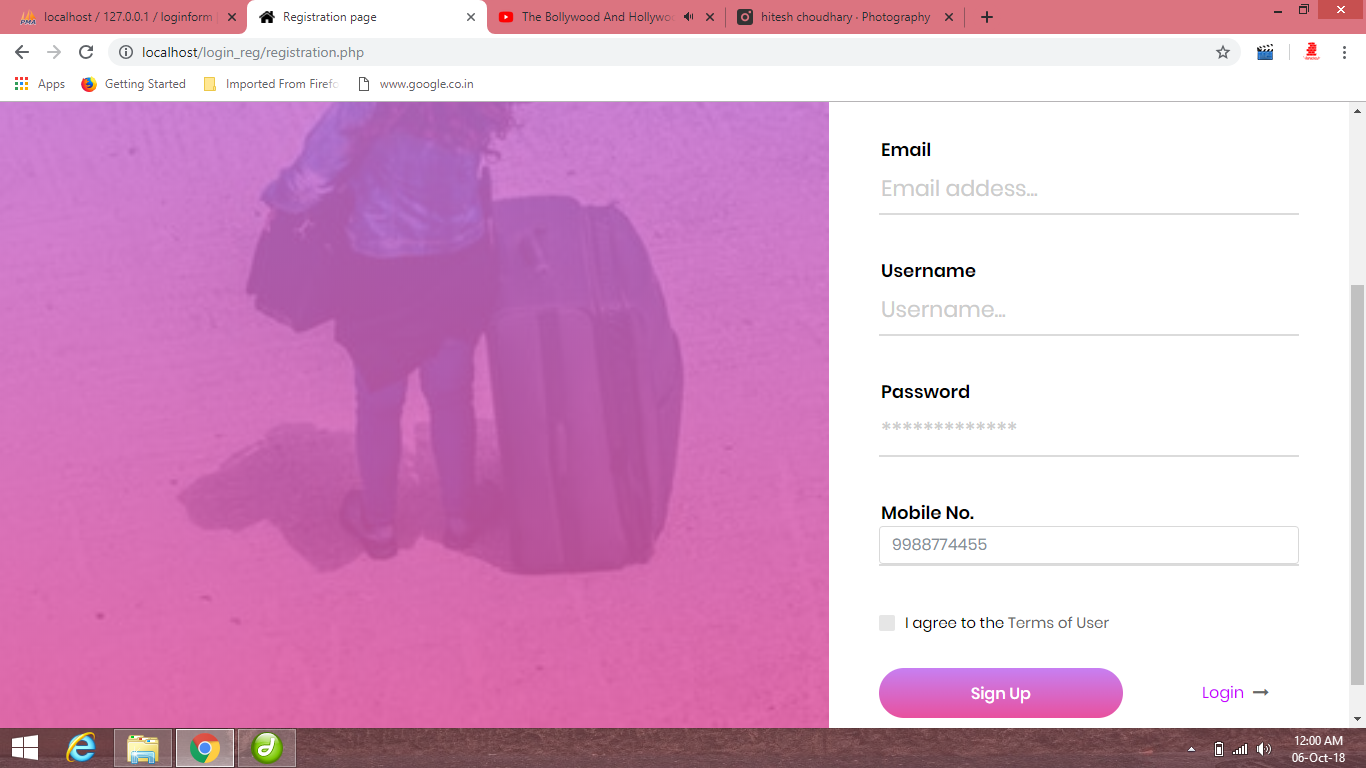 localhost / 127.0.0.1 / loginform
Registration page
The Bollywood And Hollywo
hitesh choudhary · Photography
localhost/login_reg/registration.php
Apps
Getting Started
Imported From Firefo
www.google.co.in
Email
Email addess...
Username
Username...
Password
*************
Mobile No.
9988774455
I agree to the Terms of User
Sign Up
Login
12:00 AM
06-Oct-18